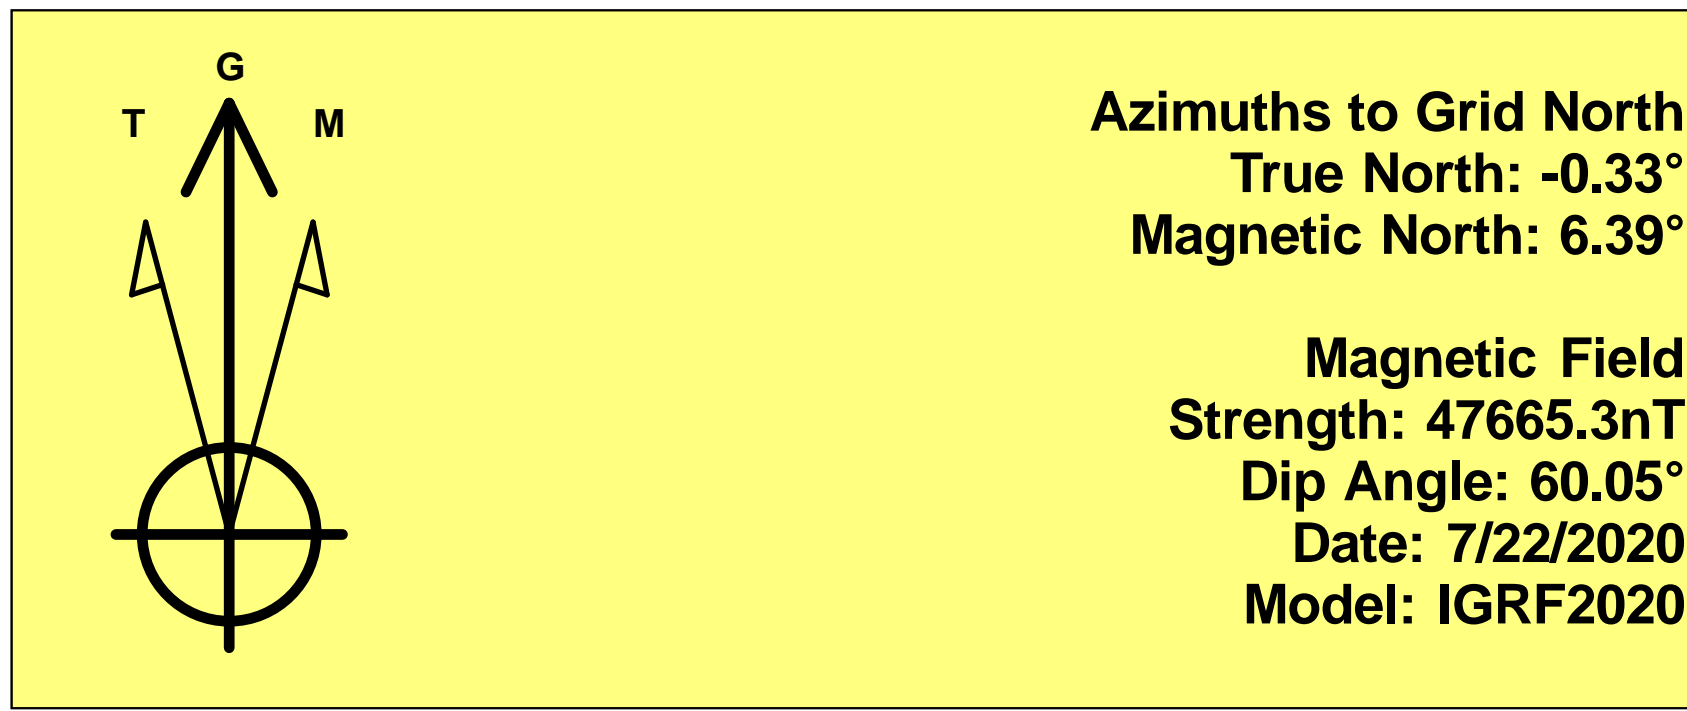 G
T M
Azimuths to Grid North
True North: -0.33°
Magnetic North: 6.39°
Magnetic Field
Strength: 47665.3nT
Dip Angle: 60.05°
Date: 7/22/2020
Model: IGRF2020